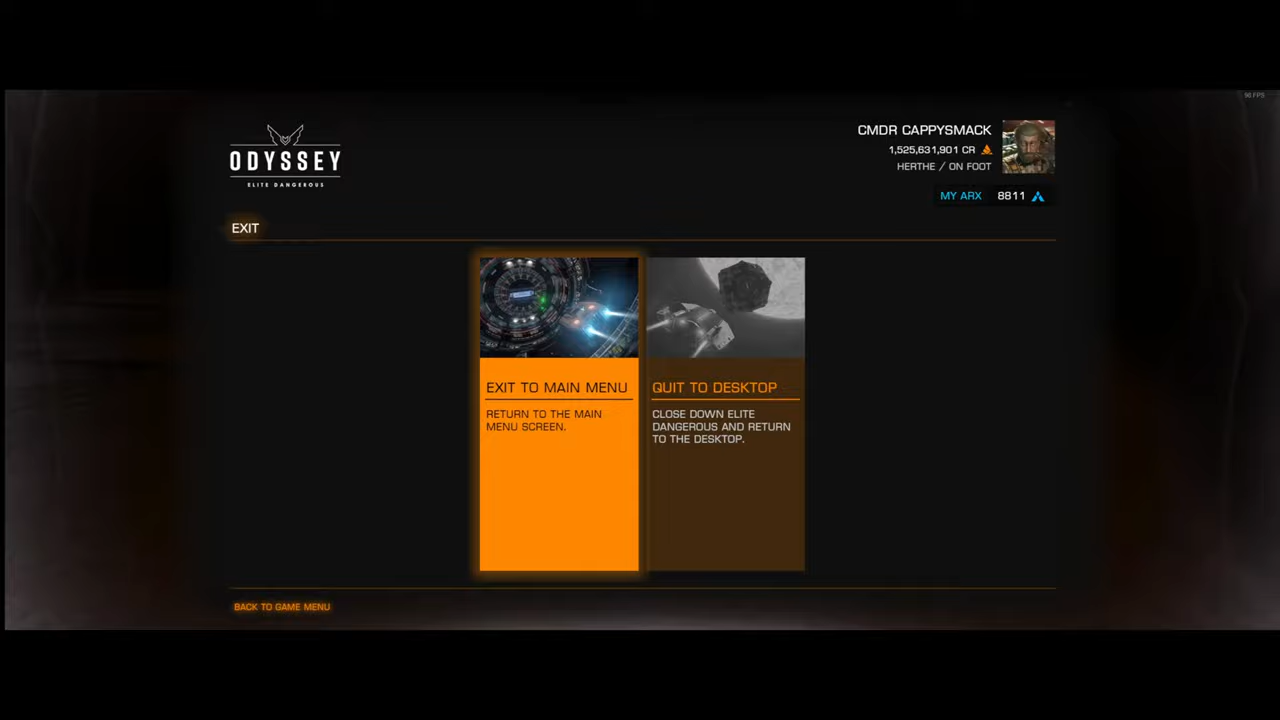 98 FPS
ODYSSEY
ELITE DANGEROUS
CMDR CAPPYSMACK
1,525,631,901 CR
HERTHE / ON FOOT
MY ARX 8811
EXIT
EXIT TO MAIN MENU
RETURN TO THE MAIN
MENU SCREEN.
QUIT TO DESKTOP
CLOSE DOWN ELITE
DANGEROUS AND RETURN
TO THE DESKTOP.
BACK TO GAME MENU